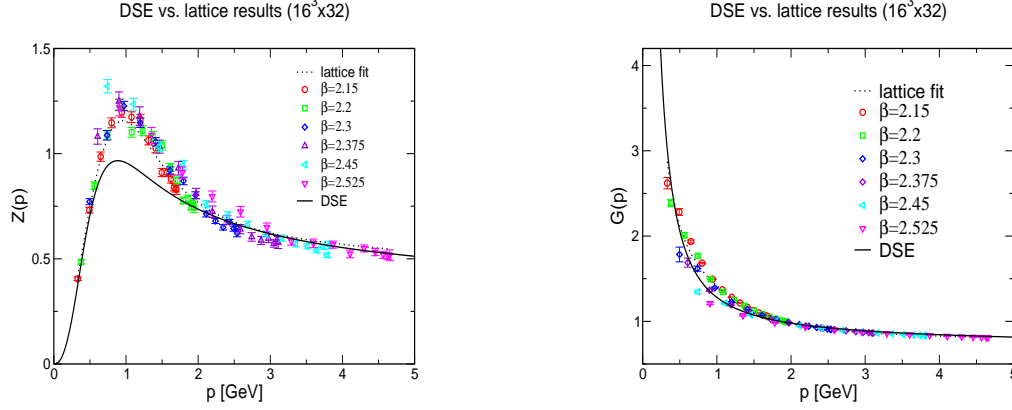 DSE vs. lattice results (16³x32)
1.5
1
0.5
0
Z(p)
lattice fit
β=2.15
β=2.2
β=2.3
β=2.375
β=2.45
β=2.525
DSE
0 1 2 3 4 5
p [GeV]
DSE vs. lattice results (16³x32)
4
3
2
1
G(p)
lattice fit
β=2.15
β=2.2
β=2.3
β=2.375
β=2.45
β=2.525
DSE
0 1 2 3 4 5
p [GeV]